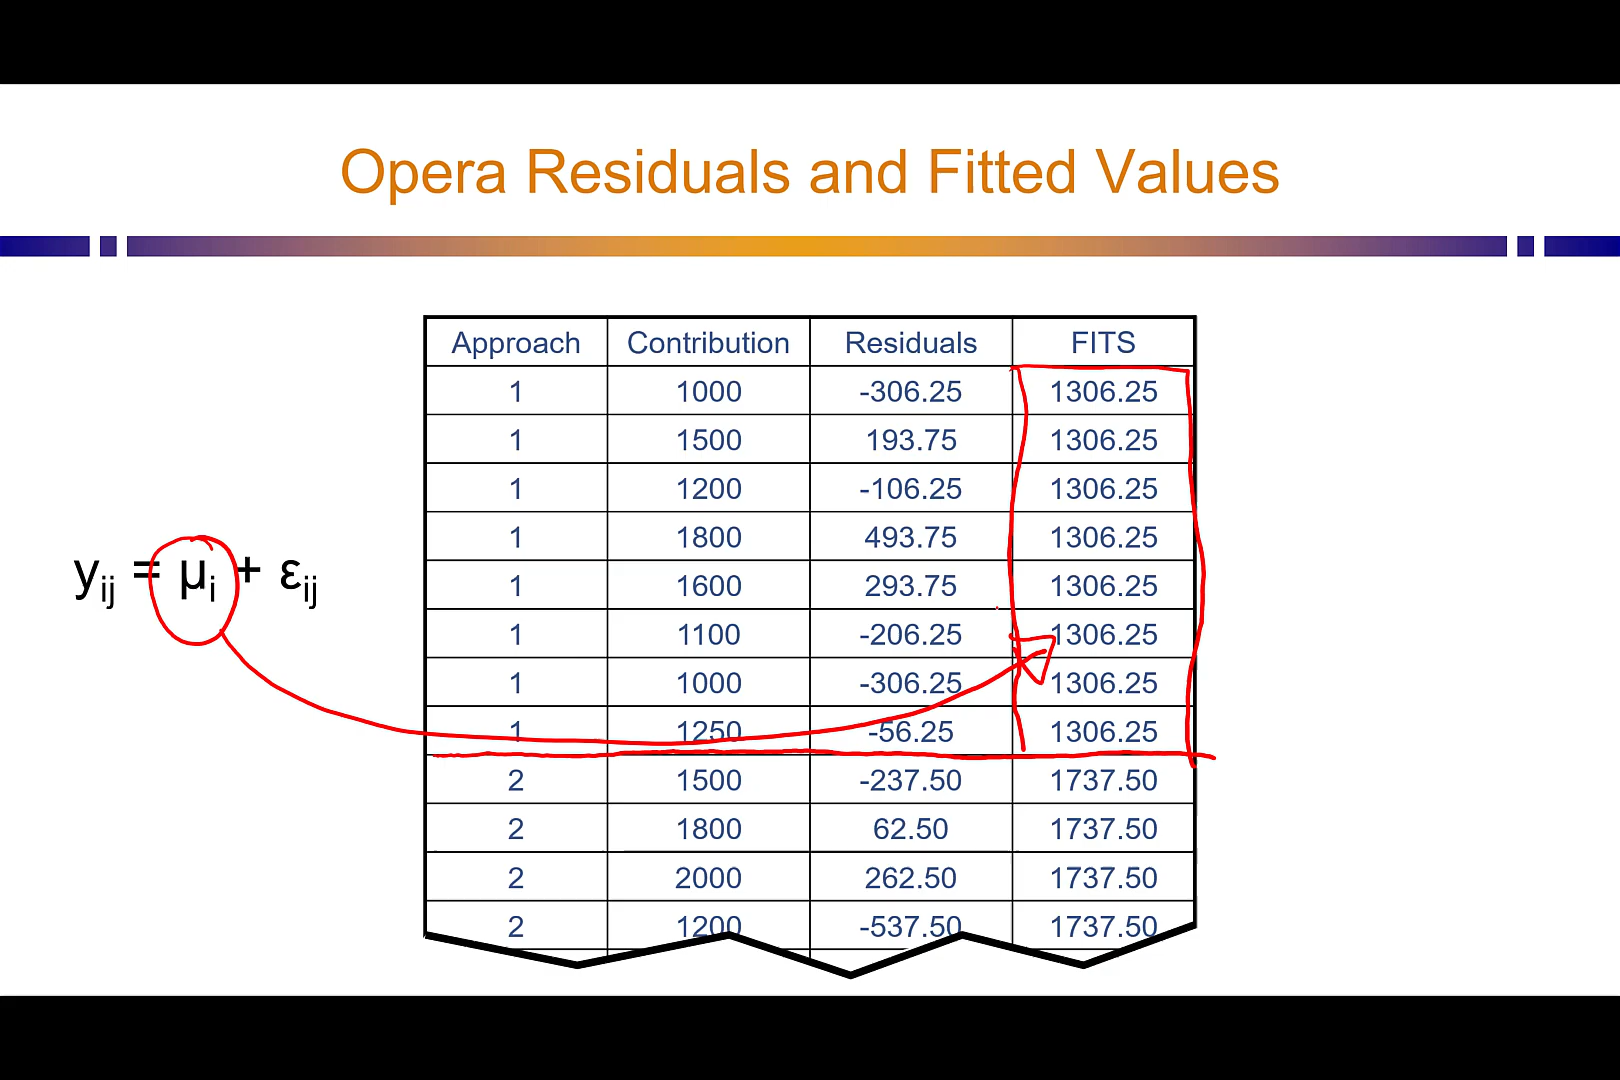 Opera Residuals and Fitted Values
Approach Contribution Residuals FITS
1 1000 -306.25 1306.25
1 1500 193.75 1306.25
1 1200 -106.25 1306.25
1 1800 493.75 1306.25
yij = μi + εij
1 1600 293.75 1306.25
1 1100 -206.25 1306.25
1 1000 -306.25 1306.25
1 1250 -56.25 1306.25
2 1500 -237.50 1737.50
2 1800 62.50 1737.50
2 2000 262.50 1737.50
2 1200 -537.50 1737.50